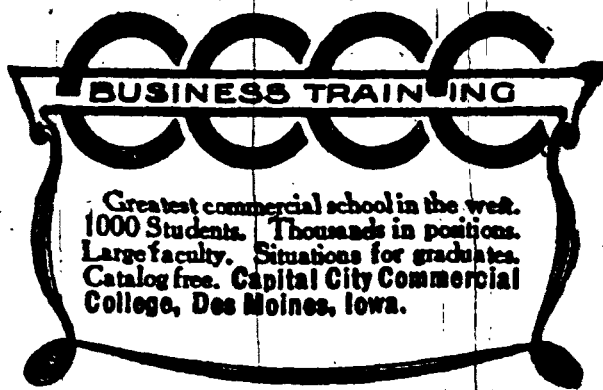 CCCC
BUSINESS TRAINING
Greatest commercial school in the west.
1000 Students. Thousands in positions.
Large faculty. Situations for graduates.
Catalog free. Capital City Commercial
College, Des Moines, Iowa.